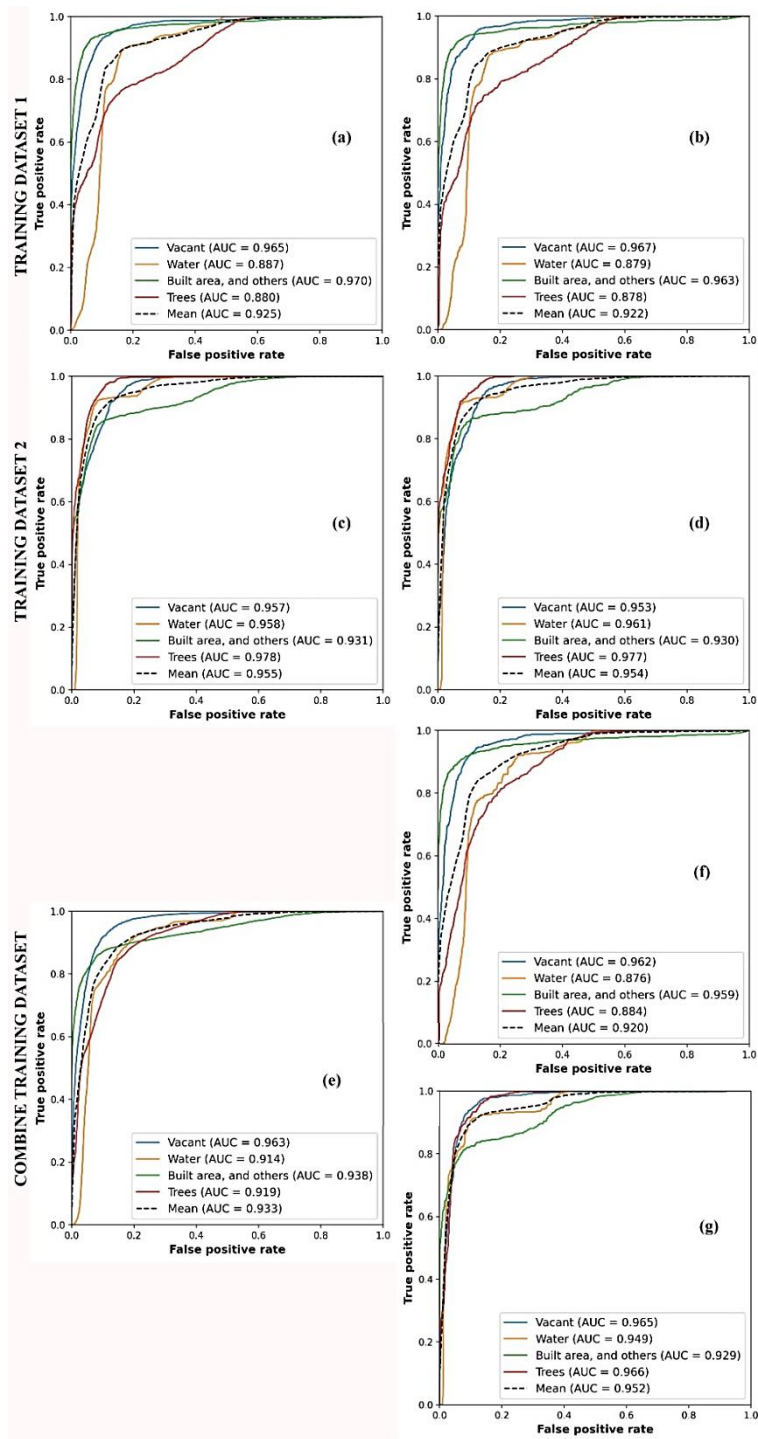 TRAINING DATASET 1
True positive rate
1.0
0.8
0.6
0.4
0.2
0.0
(a)
Vacant (AUC = 0.965)
Water (AUC = 0.887)
Built area, and others (AUC = 0.970)
Trees (AUC = 0.880)
Mean (AUC = 0.925)
0.0 0.2 0.4 0.6 0.8 1.0
False positive rate
True positive rate
1.0
0.8
0.6
0.4
0.2
0.0
(b)
Vacant (AUC = 0.967)
Water (AUC = 0.879)
Built area, and others (AUC = 0.963)
Trees (AUC = 0.878)
Mean (AUC = 0.922)
0.0 0.2 0.4 0.6 0.8 1.0
False positive rate
TRAINING DATASET 2
True positive rate
1.0
0.8
0.6
0.4
0.2
0.0
(c)
Vacant (AUC = 0.957)
Water (AUC = 0.958)
Built area, and others (AUC = 0.931)
Trees (AUC = 0.978)
Mean (AUC = 0.955)
0.0 0.2 0.4 0.6 0.8 1.0
False positive rate
True positive rate
1.0
0.8
0.6
0.4
0.2
0.0
(d)
Vacant (AUC = 0.953)
Water (AUC = 0.961)
Built area, and others (AUC = 0.930)
Trees (AUC = 0.977)
Mean (AUC = 0.954)
0.0 0.2 0.4 0.6 0.8 1.0
False positive rate
COMBINE TRAINING DATASET
True positive rate
1.0
0.8
0.6
0.4
0.2
0.0
(e)
Vacant (AUC = 0.963)
Water (AUC = 0.914)
Built area, and others (AUC = 0.938)
Trees (AUC = 0.919)
Mean (AUC = 0.933)
0.0 0.2 0.4 0.6 0.8 1.0
False positive rate
True positive rate
1.0
0.8
0.6
0.4
0.2
0.0
(f)
Vacant (AUC = 0.962)
Water (AUC = 0.876)
Built area, and others (AUC = 0.959)
Trees (AUC = 0.884)
Mean (AUC = 0.920)
0.0 0.2 0.4 0.6 0.8 1.0
False positive rate
True positive rate
1.0
0.8
0.6
0.4
0.2
0.0
(g)
Vacant (AUC = 0.965)
Water (AUC = 0.949)
Built area, and others (AUC = 0.929)
Trees (AUC = 0.966)
Mean (AUC = 0.952)
0.0 0.2 0.4 0.6 0.8 1.0
False positive rate